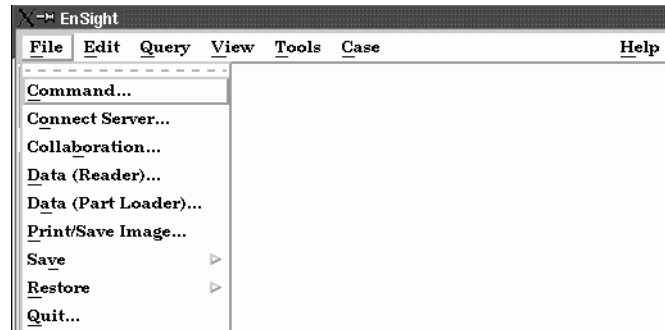 EnSight
File Edit Query View Tools Case Help
Command...
Connect Server...
Collaboration...
Data (Reader)...
Data (Part Loader)...
Print/Save Image...
Save
Restore
Quit...